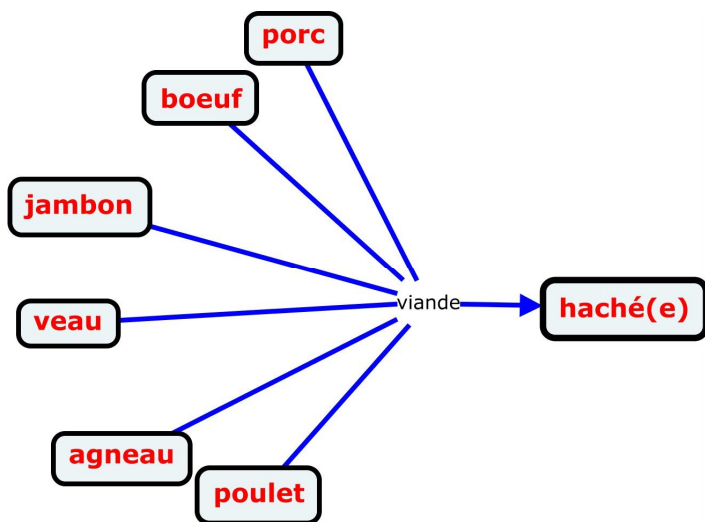 porc
boeuf
jambon
viande
haché(e)
veau
agneau
poulet